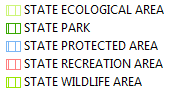 STATE ECOLOGICAL AREA
STATE PARK
STATE PROTECTED AREA
STATE RECREATION AREA
STATE WILDLIFE AREA